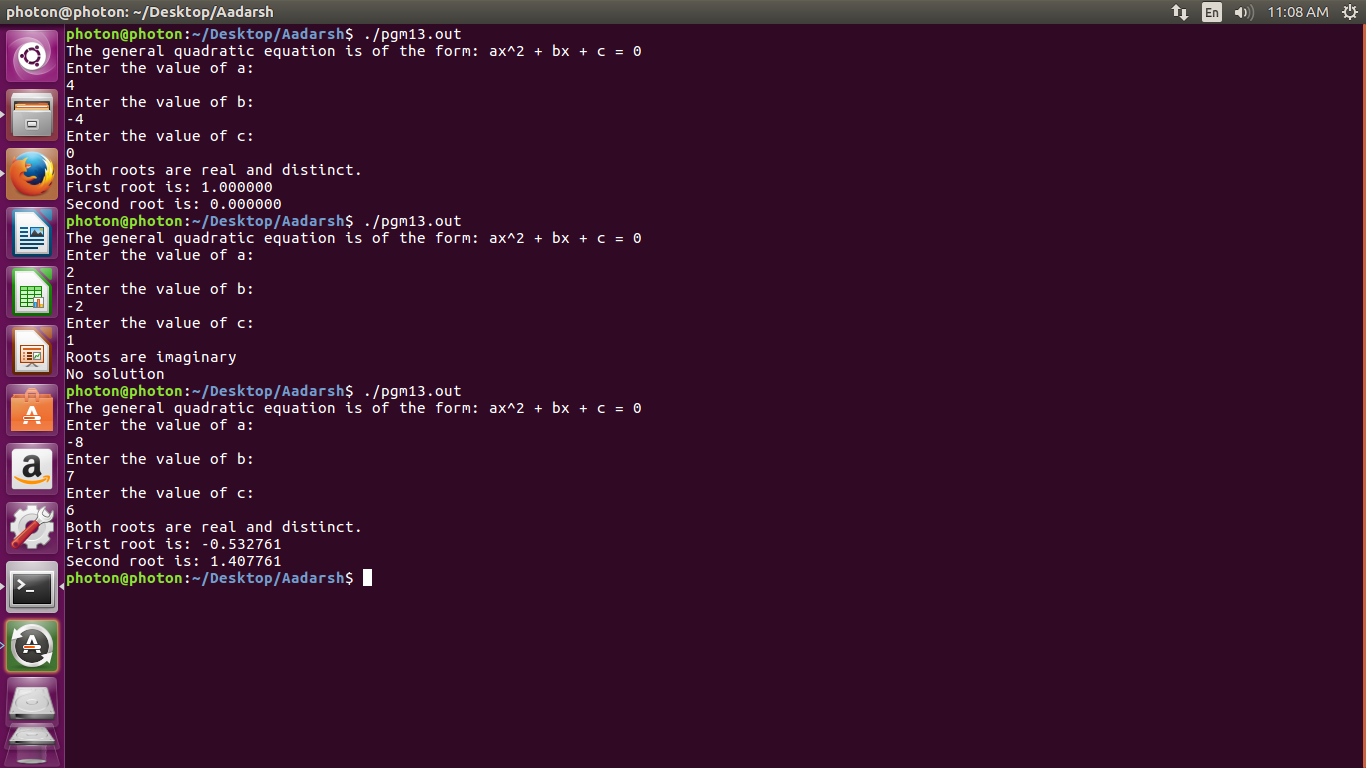 photon@photon: ~/Desktop/Aadarsh
En
11:08 AM
photon@photon:~/Desktop/Aadarsh$ ./pgm13.out
The general quadratic equation is of the form: ax^2 + bx + c = 0
Enter the value of a:
4
Enter the value of b:
-4
Enter the value of c:
0
Both roots are real and distinct.
First root is: 1.000000
Second root is: 0.000000
photon@photon:~/Desktop/Aadarsh$ ./pgm13.out
The general quadratic equation is of the form: ax^2 + bx + c = 0
Enter the value of a:
2
Enter the value of b:
-2
Enter the value of c:
1
Roots are imaginary
No solution
photon@photon:~/Desktop/Aadarsh$ ./pgm13.out
The general quadratic equation is of the form: ax^2 + bx + c = 0
Enter the value of a:
-8
Enter the value of b:
7
Enter the value of c:
6
Both roots are real and distinct.
First root is: -0.532761
Second root is: 1.407761
photon@photon:~/Desktop/Aadarsh$